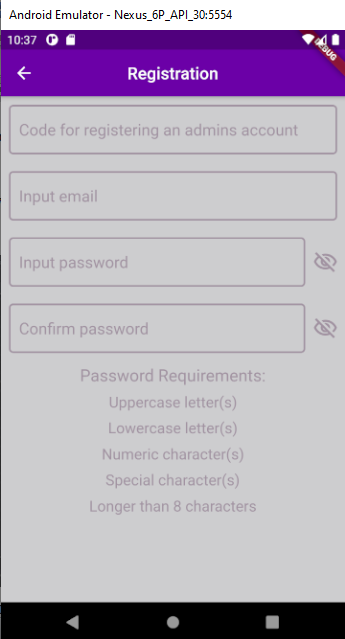 Android Emulator - Nexus_6P_API_30:5554
10:37
DEBUG
Registration
Code for registering an admins account
Input email
Input password
Confirm password
Password Requirements:
Uppercase letter(s)
Lowercase letter(s)
Numeric character(s)
Special character(s)
Longer than 8 characters